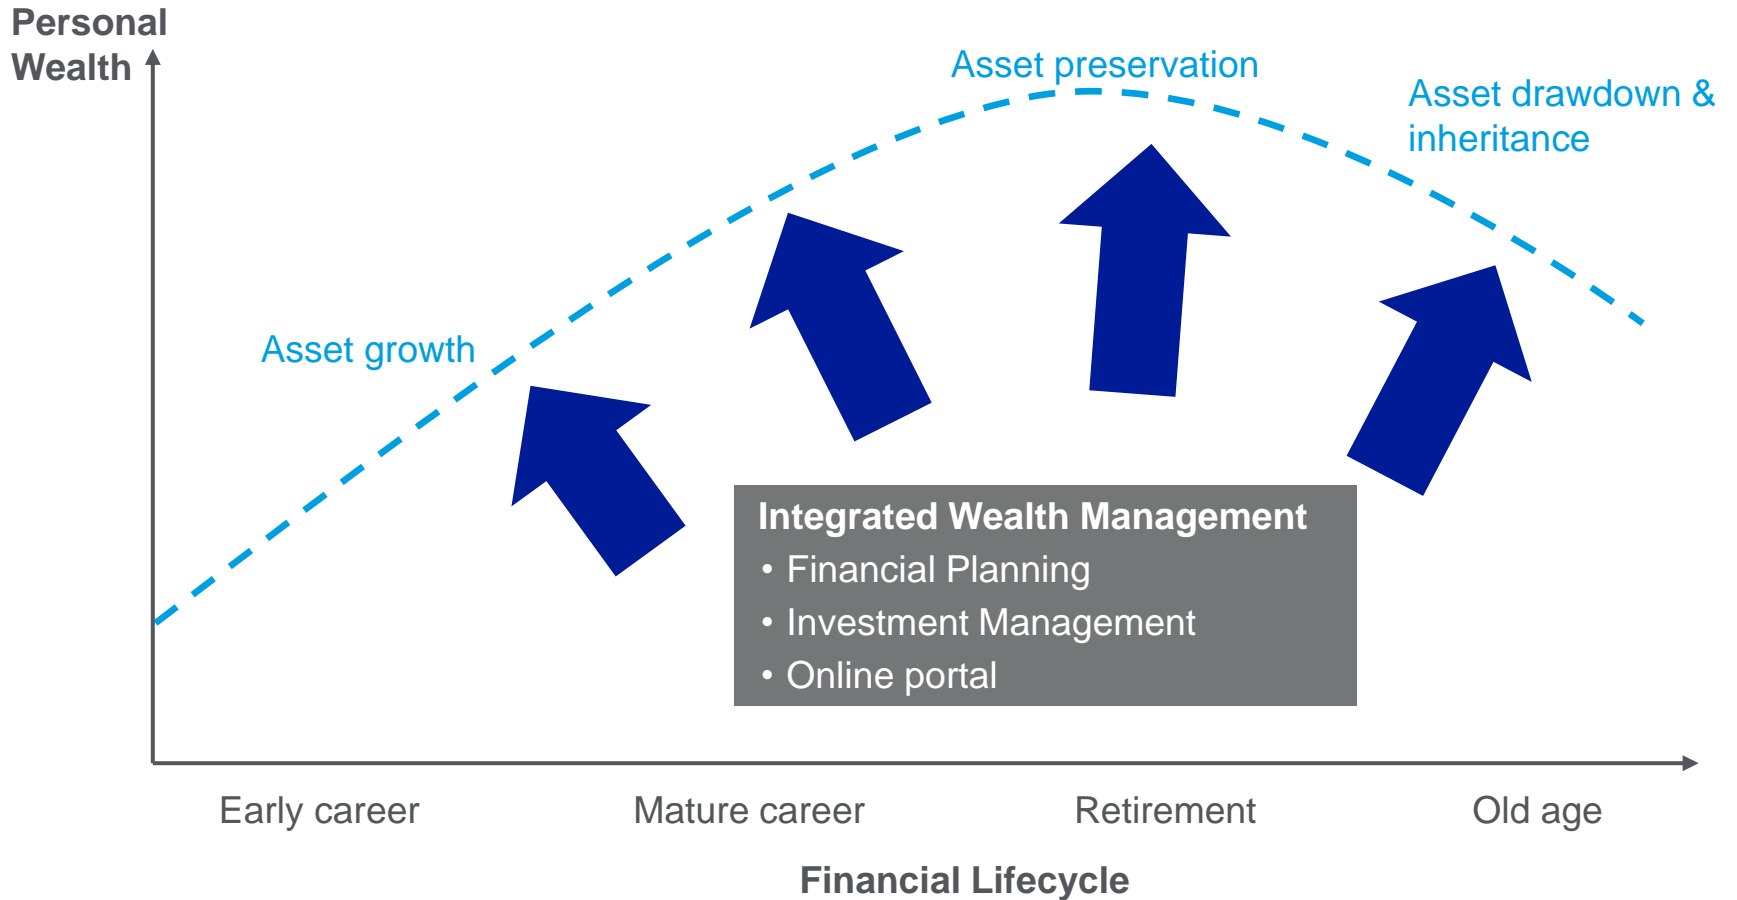 Personal
Wealth
Asset preservation
Asset drawdown &
inheritance
Asset growth
Integrated Wealth Management
• Financial Planning
• Investment Management
• Online portal
Early career
Mature career
Retirement
Old age
Financial Lifecycle